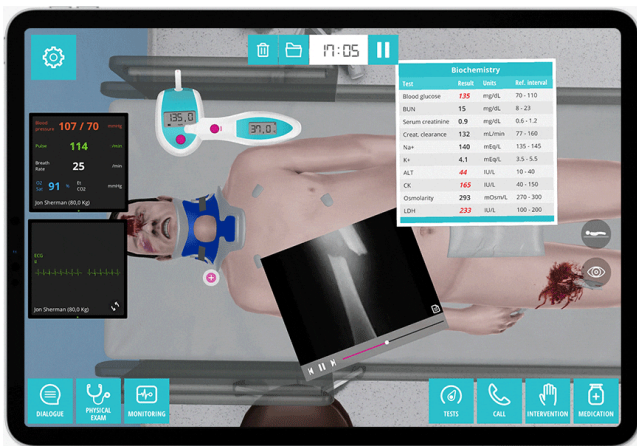 17:05
Biochemistry
Test Result Units Ref. interval
Blood glucose 135 mg/dL 70 - 110
BUN 15 mg/dL 8 - 23
Serum creatinine 0.9 mg/dL 0.6 - 1.2
Creat. clearance 132 mL/min 77 - 160
Na+ 140 mEq/L 135 - 145
K+ 4.1 mEq/L 3.5 - 5.5
ALT 44 IU/L 10 - 40
CK 165 IU/L 40 - 150
Osmolarity 293 mOsm/L 270 - 300
LDH 233 IU/L 100 - 200
135,0
37,0
Blood
pressure 107 / 70 mmHg
Pulse 114 /min
Breath
Rate 25 /min
O2
Sat 91 % Et
CO2 mmHg
Jon Sherman (80,0 Kg)
ECG
II
Jon Sherman (80,0 Kg)
DIALOGUE
PHYSICAL
EXAM
MONITORING
TESTS
CALL
INTERVENTION
MEDICATION